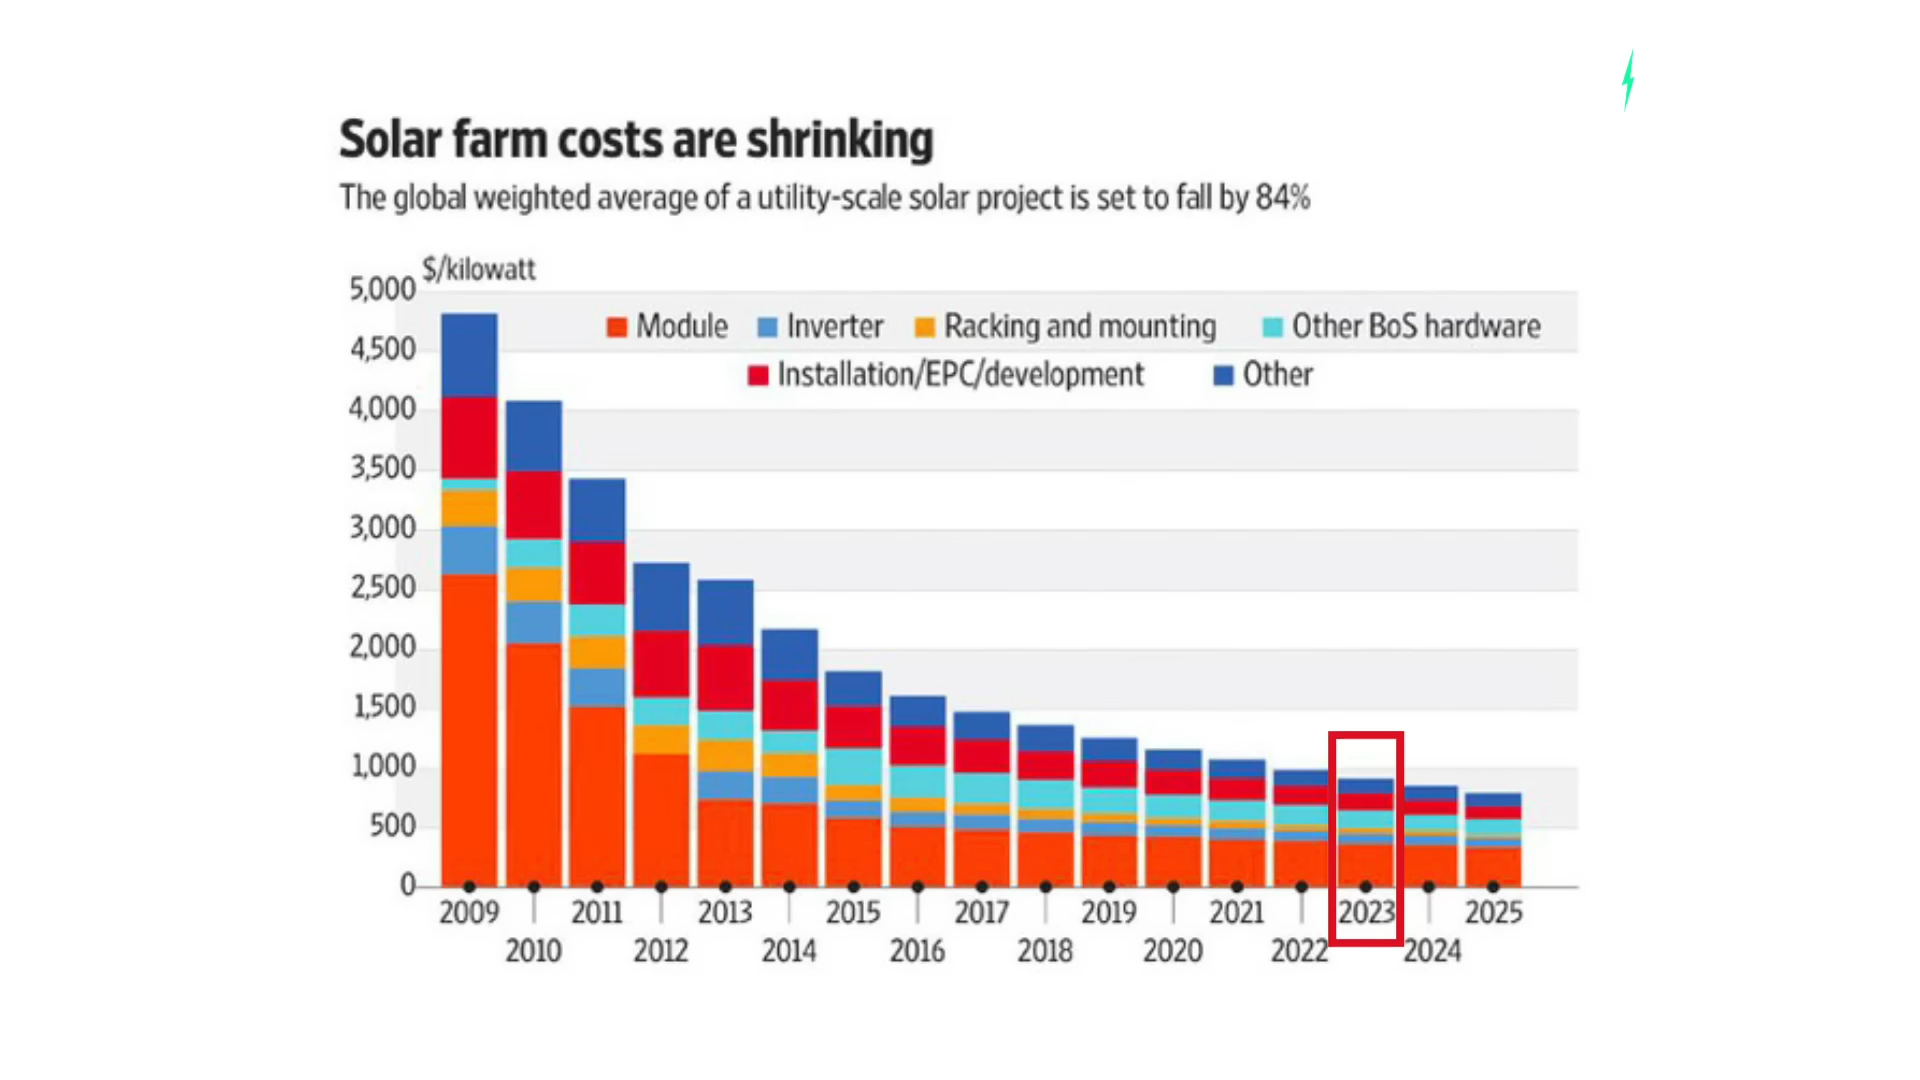 Solar farm costs are shrinking
The global weighted average of a utility-scale solar project is set to fall by 84%
$/kilowatt
5,000
Module Inverter Racking and mounting Other BoS hardware
4,500
Installation/EPC/development Other
4,000
3,500
3,000
2,500
2,000
1,500
1,000
500
0
2009 2011 2013 2015 2017 2019 2021 2023 2025
2010 2012 2014 2016 2018 2020 2022 2024